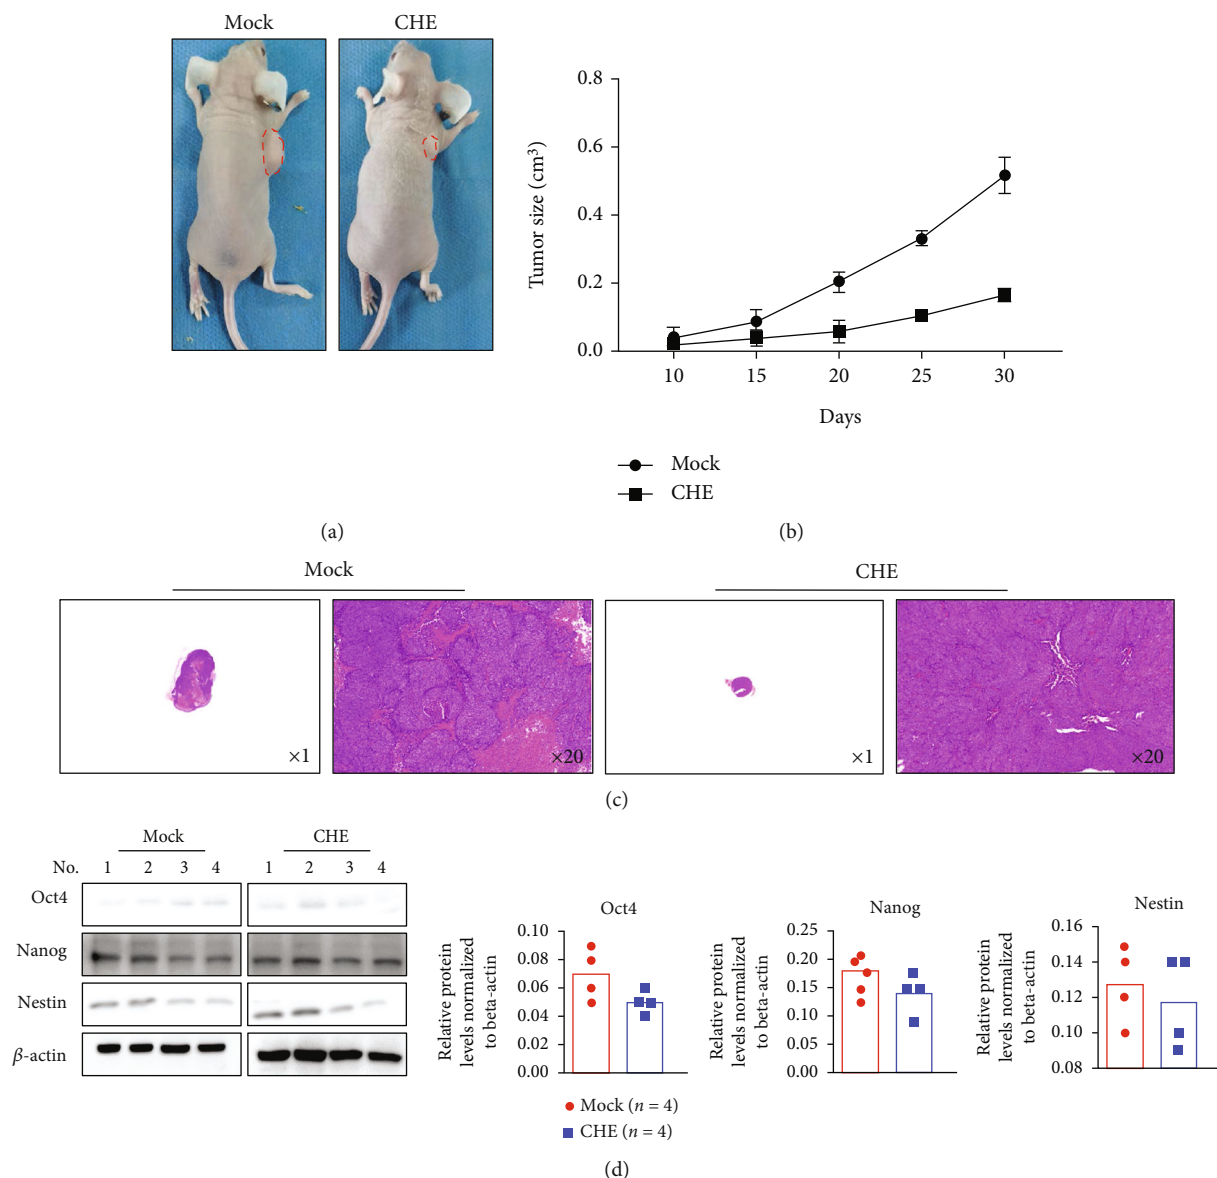 Mock CHE
(a)
Tumor size (cm³)
0.8
0.6
0.4
0.2
0.0
10 15 20 25 30
Days
Mock
CHE
(b)
Mock CHE
×1 ×20 ×1 ×20
(c)
Mock CHE
No. 1 2 3 4 1 2 3 4
Oct4
Nanog
Nestin
β-actin
Oct4
Relative protein
levels normalized
to beta-actin
0.10
0.08
0.06
0.04
0.02
0.00
Nanog
Relative protein
levels normalized
to beta-actin
0.25
0.20
0.15
0.10
0.05
0.00
Nestin
Relative protein
levels normalized
to beta-actin
0.16
0.14
0.12
0.10
0.08
Mock (n = 4)
CHE (n = 4)
(d)